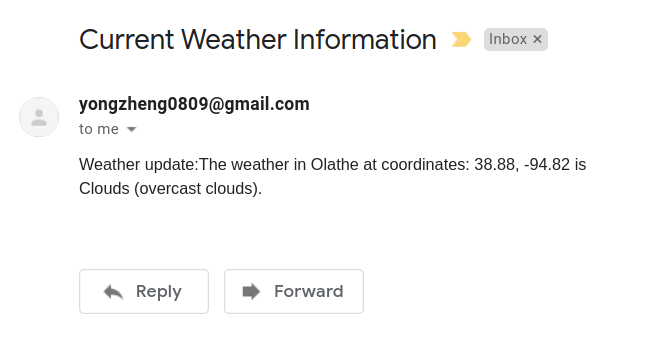 Current Weather Information
Inbox ×
yongzheng0809@gmail.com
to me
Weather update:The weather in Olathe at coordinates: 38.88, -94.82 is
Clouds (overcast clouds).
Reply
Forward